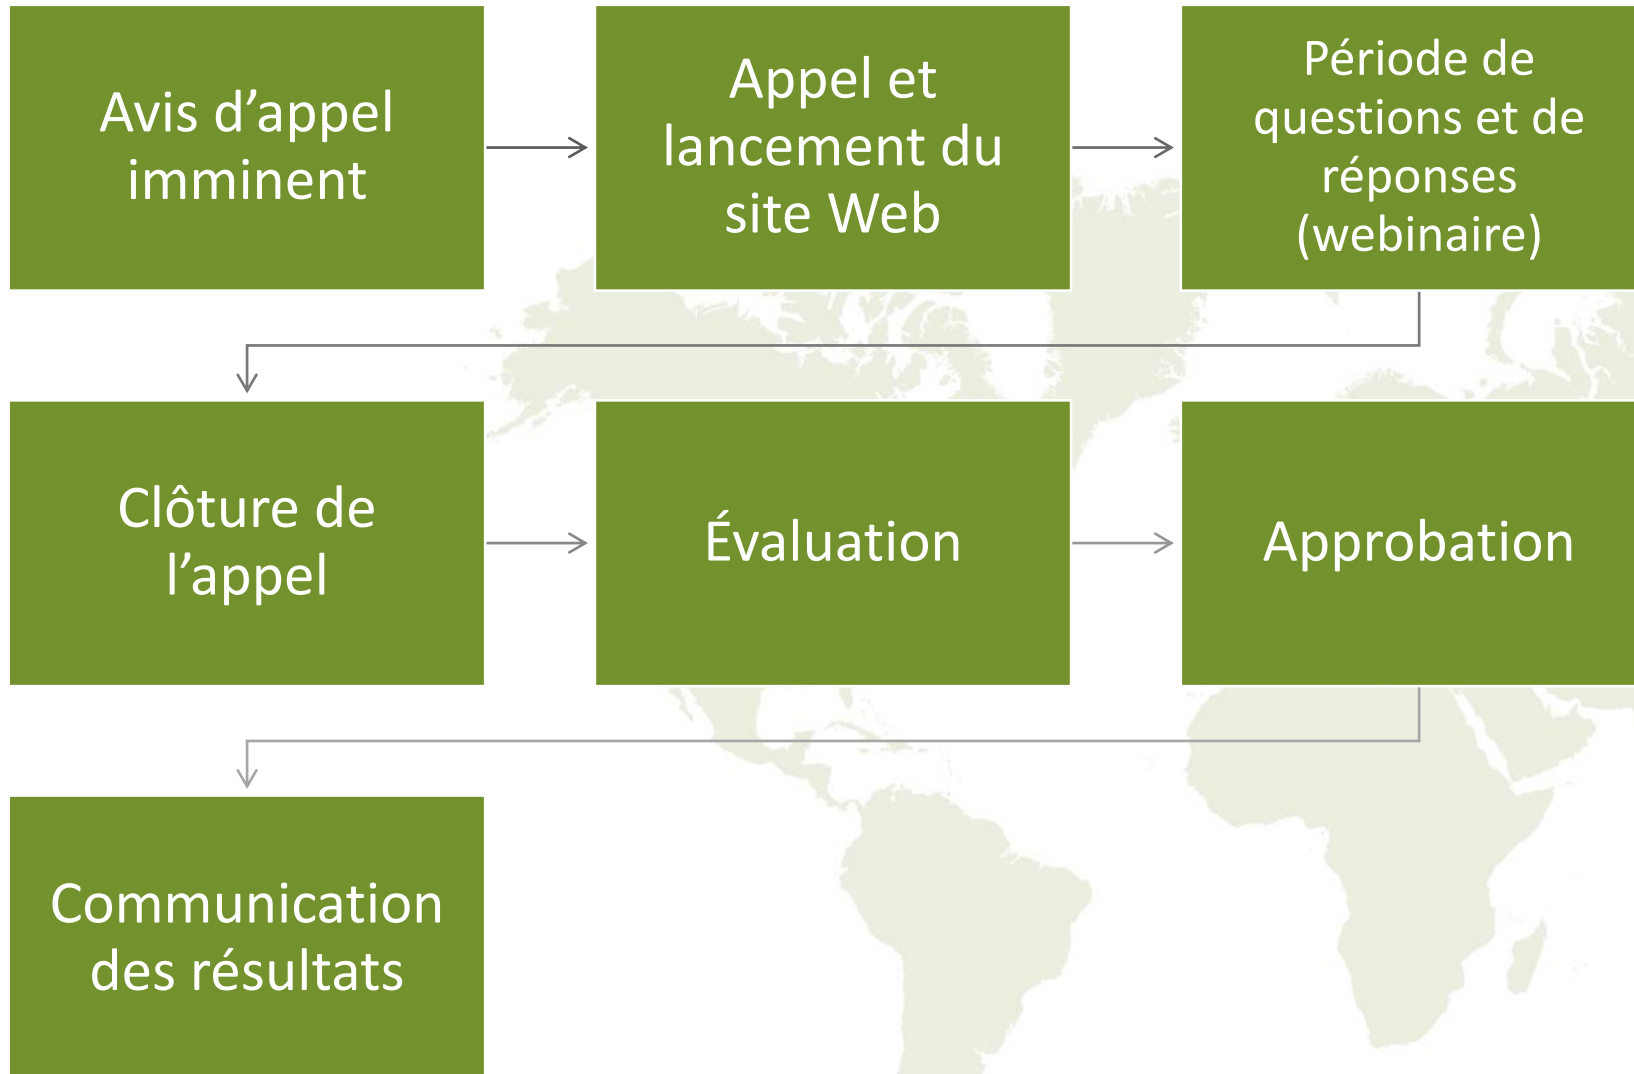 Avis d’appel
imminent
Appel et
lancement du
site Web
Période de
questions et de
réponses
(webinaire)
Clôture de
l’appel
Évaluation
Approbation
Communication
des résultats